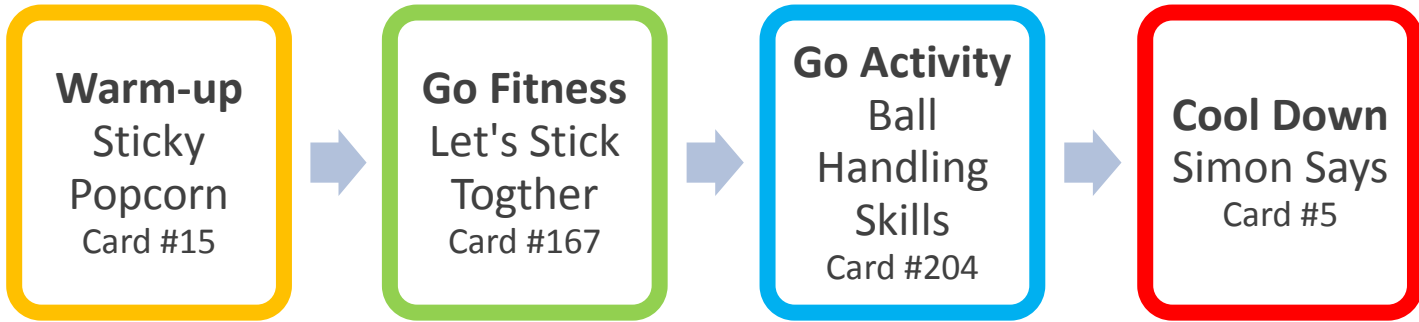 Warm-up
Sticky
Popcorn
Card #15
Go Fitness
Let's Stick
Togther
Card #167
Go Activity
Ball
Handling
Skills
Card #204
Cool Down
Simon Says
Card #5